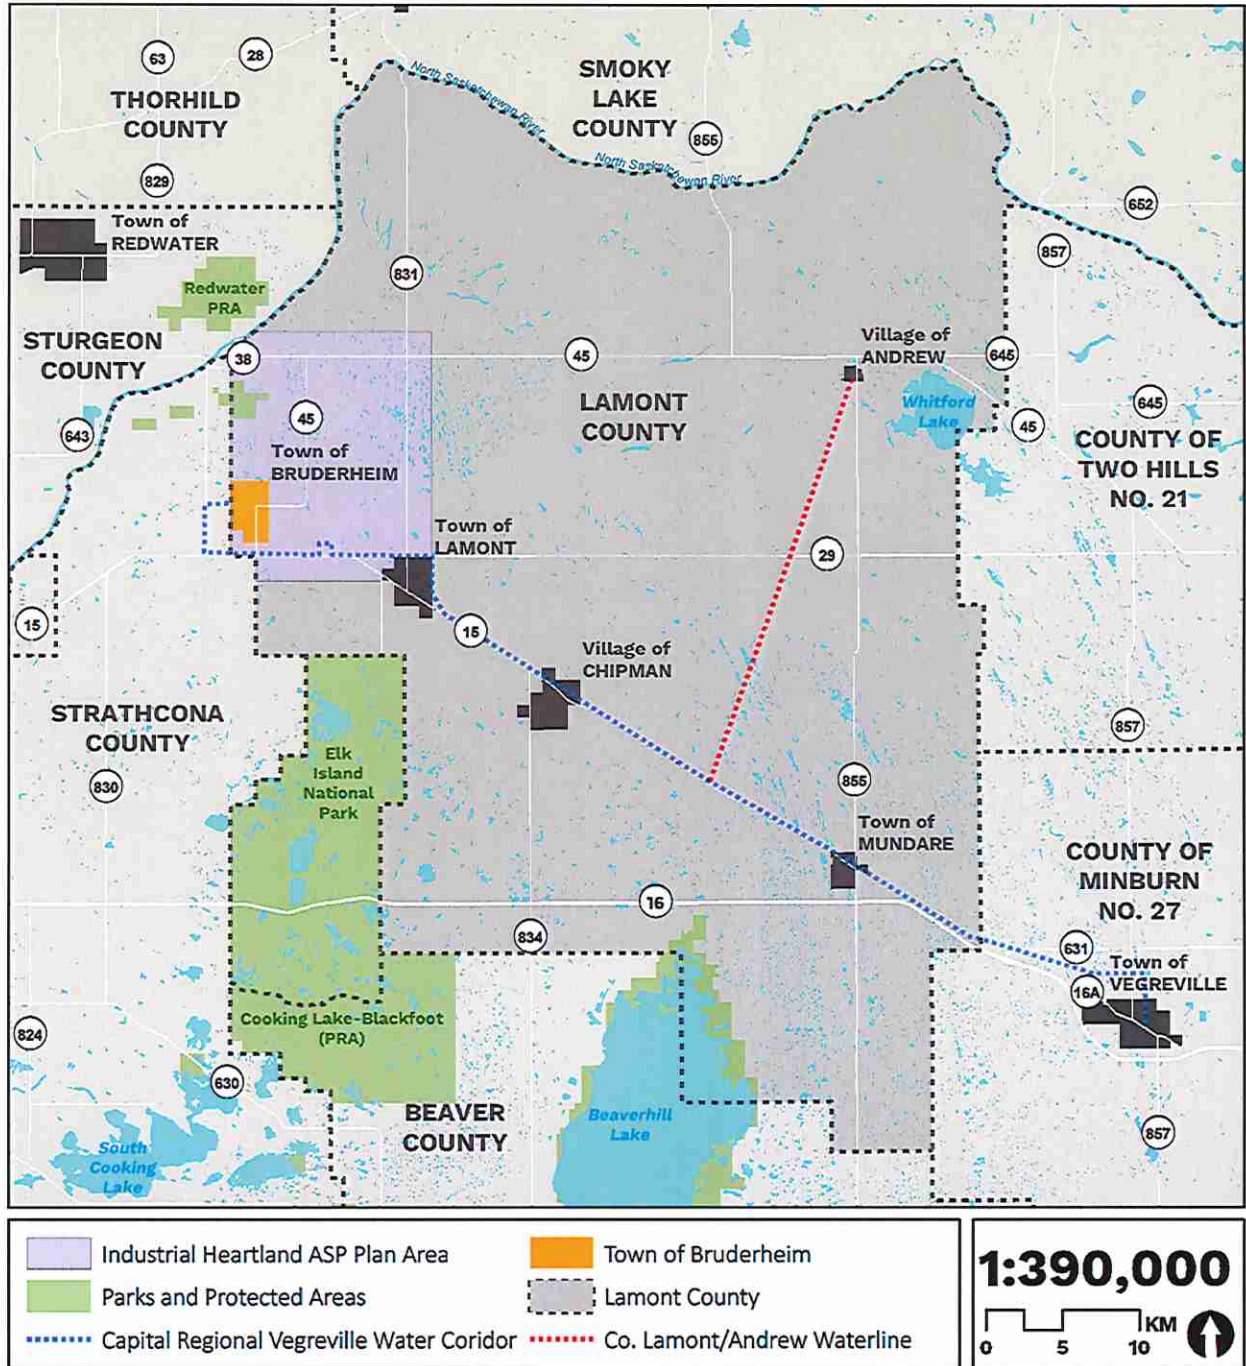 63
28
THORHILD
COUNTY
829
North Saskatchewan River
SMOKY
LAKE
COUNTY
855
North Saskatchewan River
652
857
Town of
REDWATER
831
Redwater
PRA
STURGEON
COUNTY
38
45
45
Village of
ANDREW
645
Whitford
Lake
LAMONT
COUNTY
645
45
643
Town of
BRUDERHEIM
COUNTY OF
TWO HILLS
NO. 21
Town of
LAMONT
29
15
15
Village of
CHIPMAN
STRATHCONA
COUNTY
857
830
Elk
Island
National
Park
855
Town of
MUNDARE
COUNTY OF
MINBURN
NO. 27
16
834
631
Town of
VEGREVILLE
16A
824
Cooking Lake-Blackfoot
(PRA)
630
BEAVER
COUNTY
Beaverhill
Lake
857
South
Cooking
Lake
Industrial Heartland ASP Plan Area
Town of Bruderheim
Parks and Protected Areas
Lamont County
Capital Regional Vegreville Water Coridor
Co. Lamont/Andrew Waterline
1:390,000
KM
0 5 10